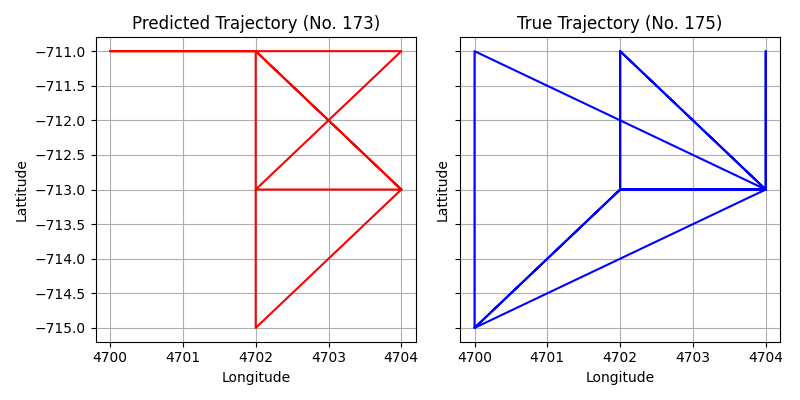 Predicted Trajectory (No. 173)
True Trajectory (No. 175)
−711.0
−711.5
−712.0
−712.5
−713.0
−713.5
−714.0
−714.5
−715.0
Lattitude
Lattitude
4700 4701 4702 4703 4704
4700 4701 4702 4703 4704
Longitude
Longitude